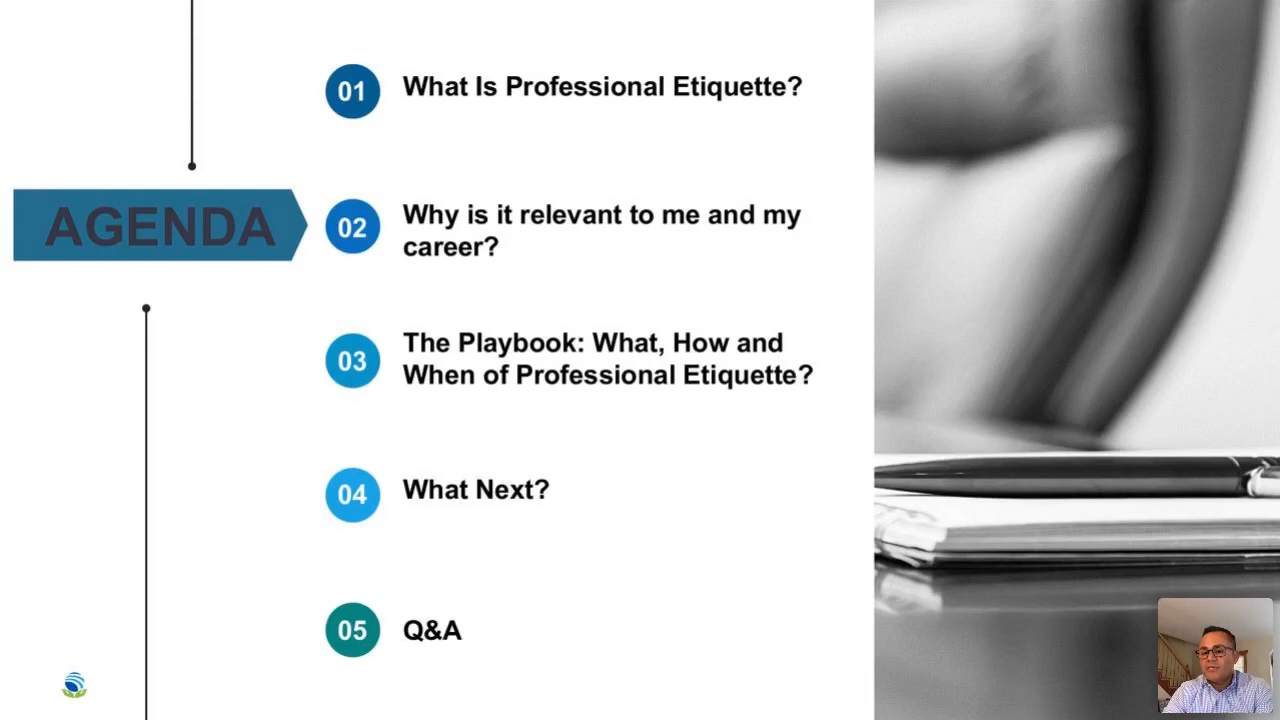 AGENDA
01
What Is Professional Etiquette?
02
Why is it relevant to me and my
career?
03
The Playbook: What, How and
When of Professional Etiquette?
04
What Next?
05
Q&A